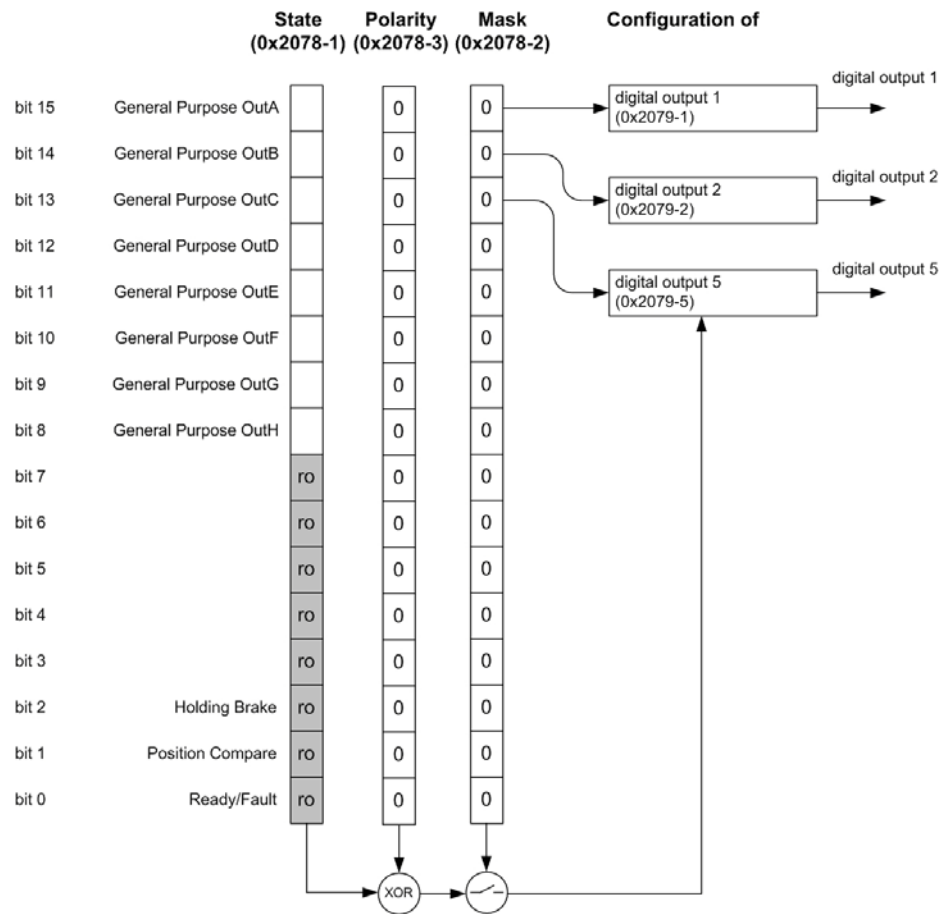 State Polarity Mask Configuration of
(0x2078-1) (0x2078-3) (0x2078-2)
digital output 1
bit 15 General Purpose OutA 0 0 digital output 1
(0x2079-1)
bit 14 General Purpose OutB 0 0
digital output 2
bit 13 General Purpose OutC 0 0 digital output 2
(0x2079-2)
bit 12 General Purpose OutD 0 0
digital output 5
bit 11 General Purpose OutE 0 0 digital output 5
(0x2079-5)
bit 10 General Purpose OutF 0 0
bit 9 General Purpose OutG 0 0
bit 8 General Purpose OutH 0 0
bit 7 ro 0 0
bit 6 ro 0 0
bit 5 ro 0 0
bit 4 ro 0 0
bit 3 ro 0 0
bit 2 Holding Brake ro 0 0
bit 1 Position Compare ro 0 0
bit 0 Ready/Fault ro 0 0
XOR